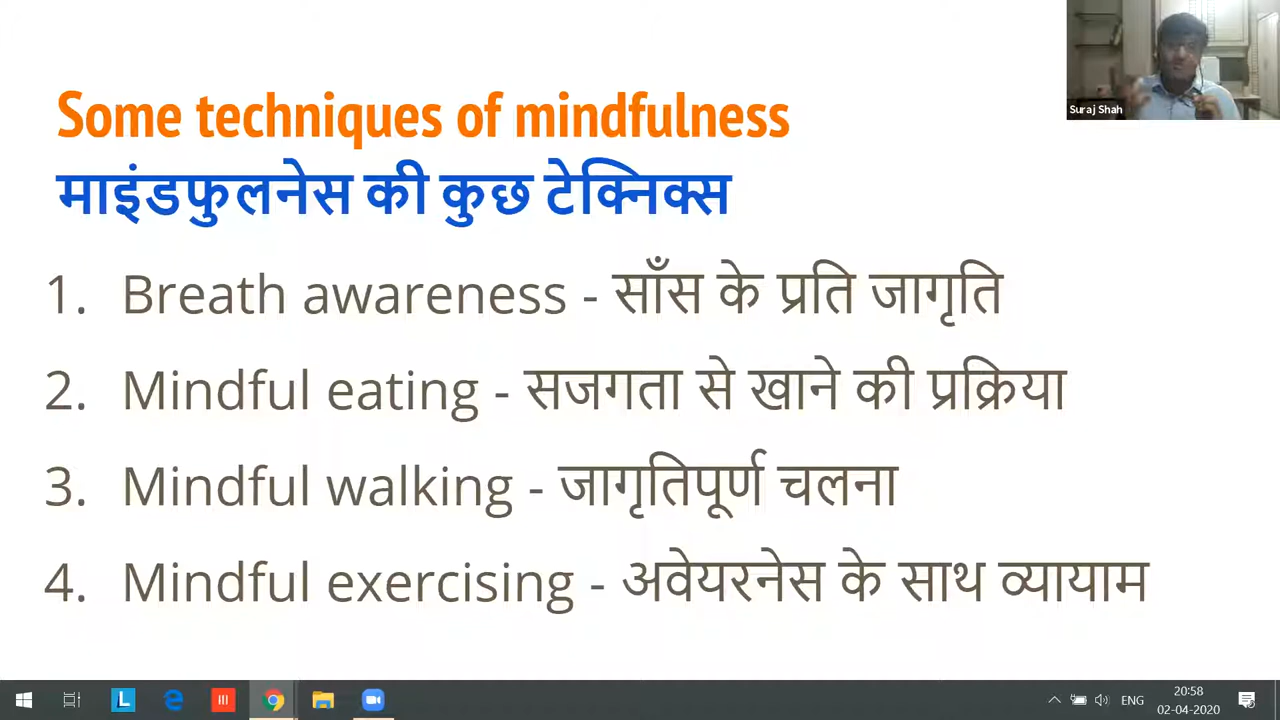 Suraj Shah
Some techniques of mindfulness
माइंडफुलनेस की कुछ टेक्निक्स
1. Breath awareness - साँस के प्रति जागृति
2. Mindful eating - सजगता से खाने की प्रक्रिया
3. Mindful walking - जागृतिपूर्ण चलना
4. Mindful exercising - अवेयरनेस के साथ व्यायाम
L
ENG
20:58
02-04-2020